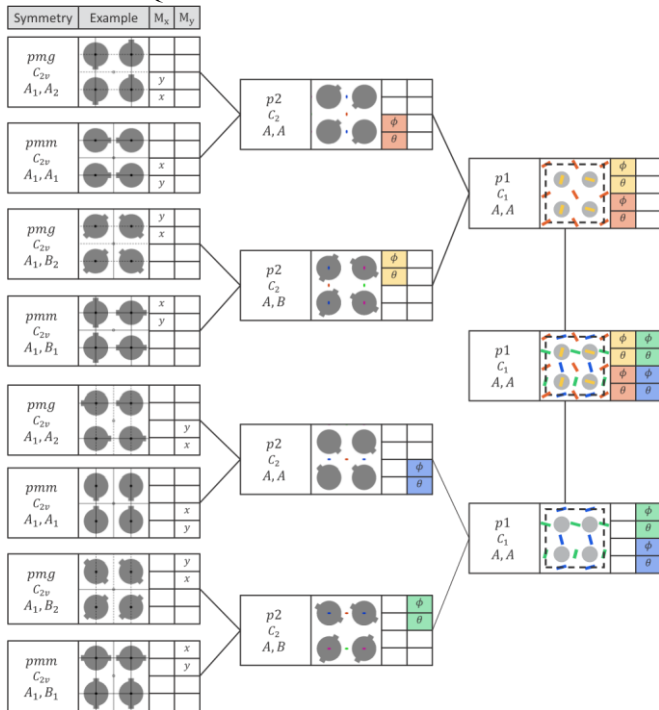 Symmetry Example Mx My
pmg
C2v
A1, A2
y
x
pmm
C2v
A1, A1
x
y
pmg
C2v
A1, B2
y
x
pmm
C2v
A1, B1
x
y
pmg
C2v
A1, A2
y
x
pmm
C2v
A1, A1
x
y
pmg
C2v
A1, B2
y
x
pmm
C2v
A1, B1
x
y
p2
C2
A, A
ϕ
θ
p2
C2
A, B
ϕ
θ
p2
C2
A, A
ϕ
θ
p2
C2
A, B
ϕ
θ
p1
C1
A, A
ϕ
θ
ϕ
θ
p1
C1
A, A
ϕ ϕ
θ θ
ϕ ϕ
θ θ
p1
C1
A, A
ϕ
θ
ϕ
θ